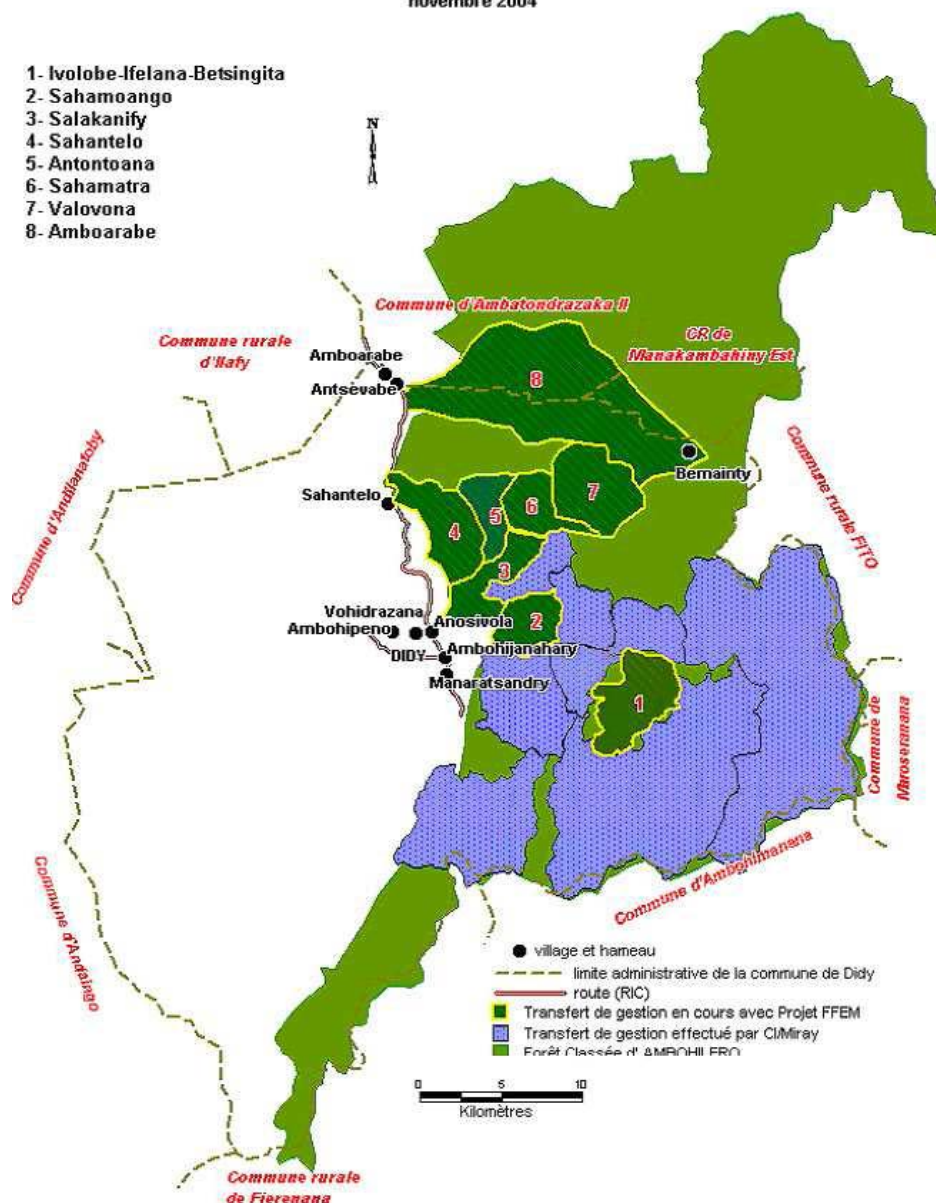 novembre 2004
1- Ivolobe-Ifelana-Betsingita
2- Sahamoango
3- Salakanify
4- Sahantelo
5- Antontoana
6- Sahamatra
7- Valovona
8- Amboarabe
N
Commune d'Ambatondrazaka II
Commune rurale
d'Ilafy
CR de
Manakambahiny Est
Amboarabe
Antsevabe
8
Bemainty
Commune d'Andilanatoby
Commune rurale FITO
Sahantelo
4
5
6
7
3
Vohidrazana
Ambohipeno
Anosivola
2
DIDY
Ambohijanahary
Manaratsandry
1
Commune de
Maroseranana
Commune d'Ambohimanana
Commune d'Andaingo
village et hameau
limite administrative de la commune de Didy
route (RIC)
Transfert de gestion en cours avec Projet FFEM
Transfert de gestion effectué par CI/Miray
Forêt Classée d' AMBOHILERO
0 5 10
Kilomètres
Commune rurale
de Fierenana